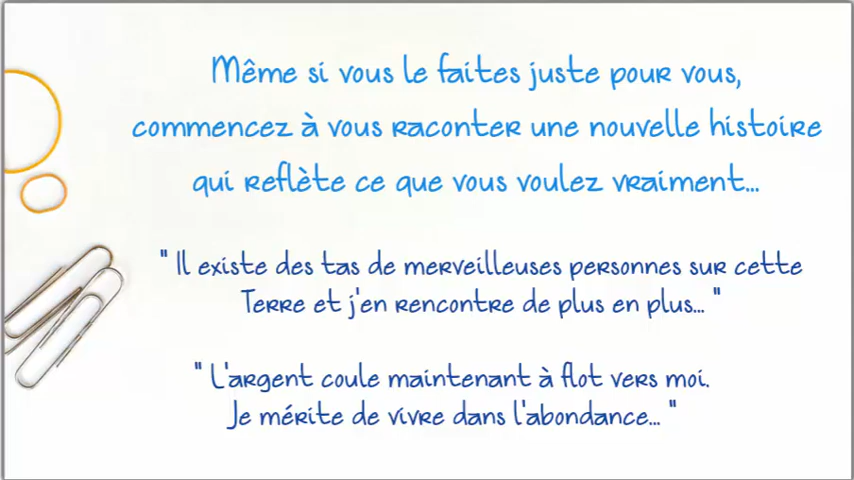 Même si vous le faites juste pour vous,
commencez à vous raconter une nouvelle histoire
qui reflète ce que vous voulez vraiment...
" Il existe des tas de merveilleuses personnes sur cette
Terre et j'en rencontre de plus en plus... "
" L'argent coule maintenant à flot vers moi.
Je mérite de vivre dans l'abondance... "